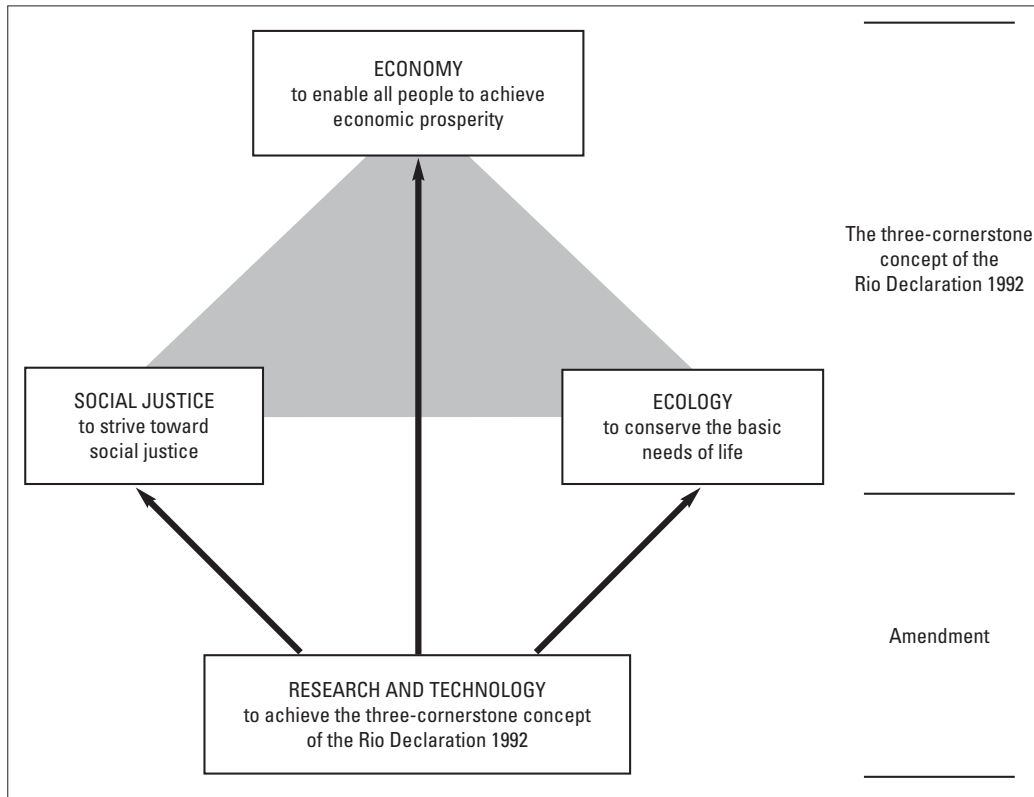 ECONOMY
to enable all people to achieve
economic prosperity
The three-cornerstone
concept of the
Rio Declaration 1992
SOCIAL JUSTICE
to strive toward
social justice
ECOLOGY
to conserve the basic
needs of life
Amendment
RESEARCH AND TECHNOLOGY
to achieve the three-cornerstone concept
of the Rio Declaration 1992